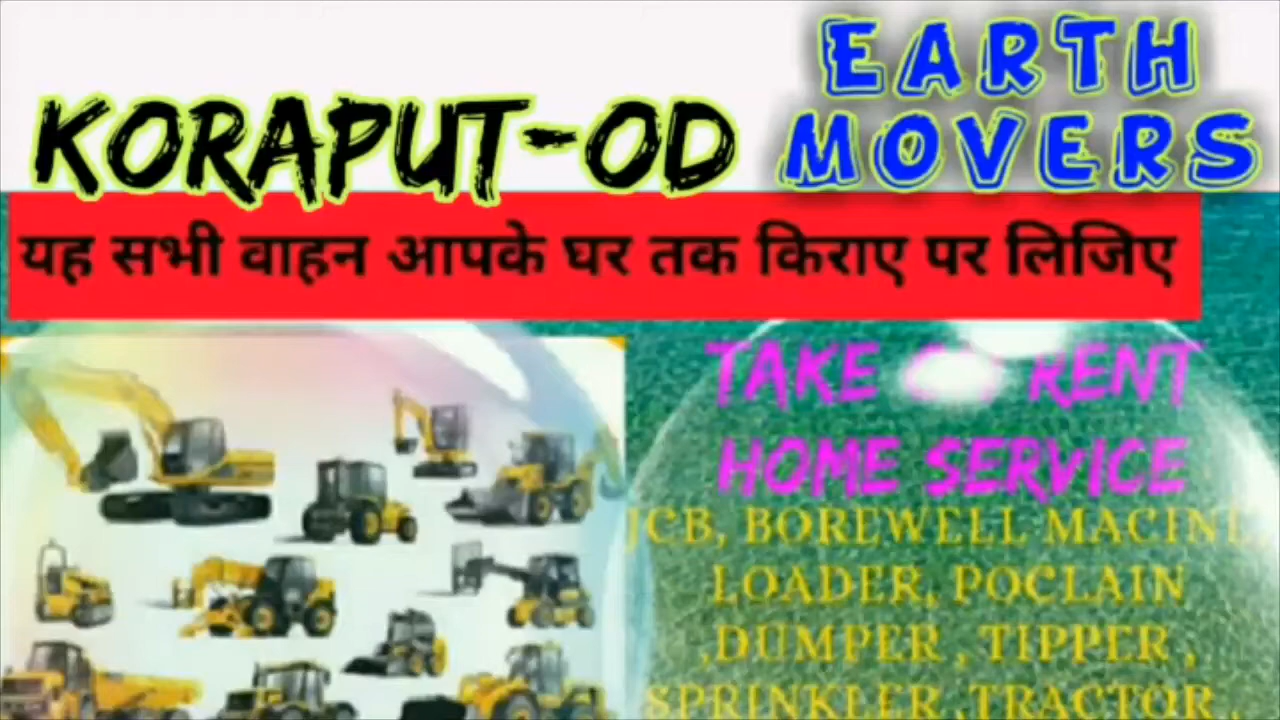 EARTH
KORAPUT-OD MOVERS
यह सभी वाहन आपके घर तक किराए पर लिजिए
TAKE RENT
HOME SERVICE
JCB, BOREWELL MACINE
LOADER, POCLAIN
,DUMPER , TIPPER ,
SPRINKLER ,TRACTOR ,